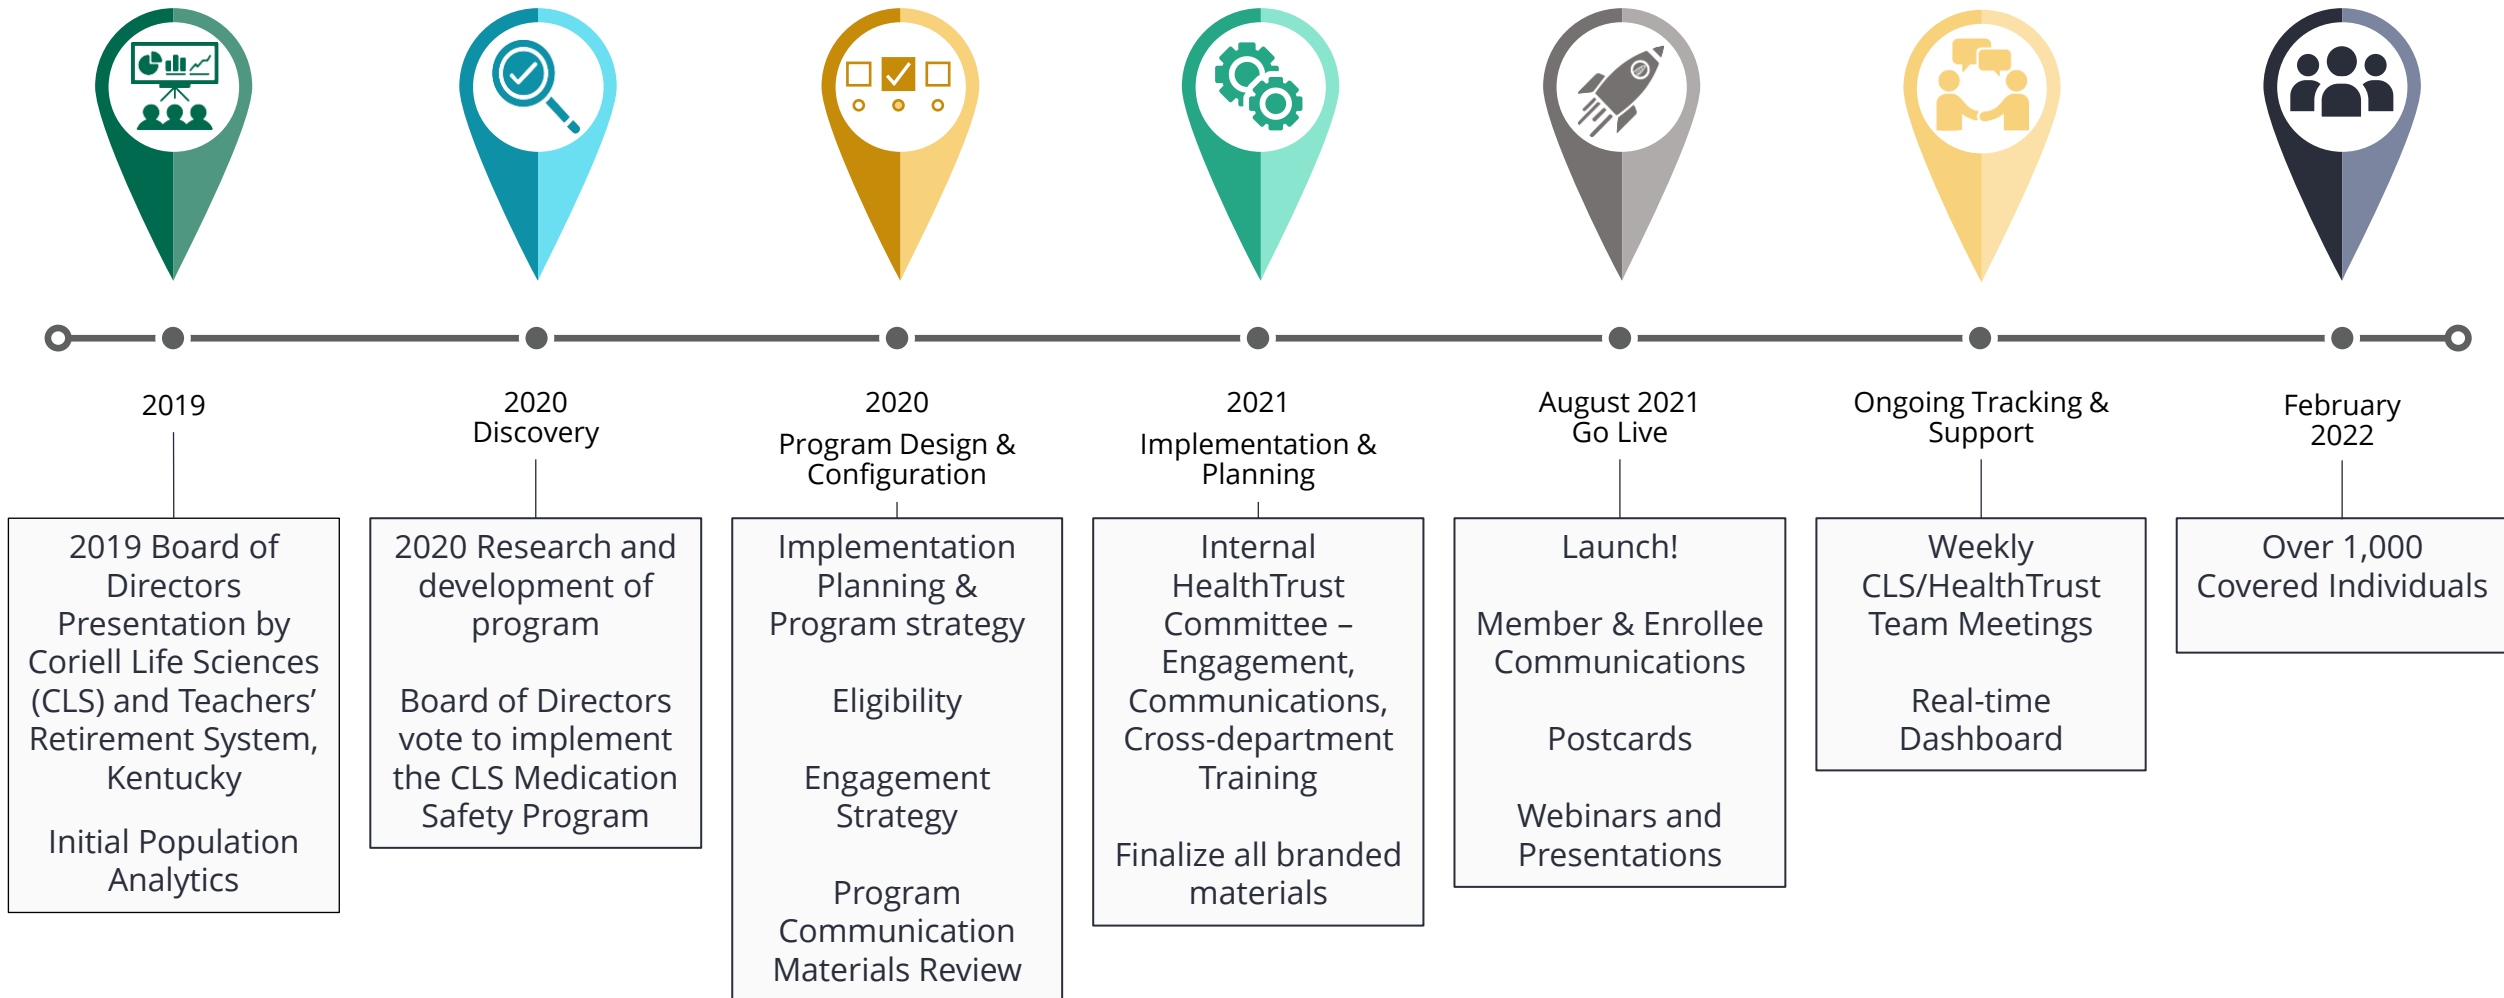 2019
2019 Board of
Directors
Presentation by
Coriell Life Sciences
(CLS) and Teachers’
Retirement System,
Kentucky
Initial Population
Analytics
2020
Discovery
2020 Research and
development of
program
Board of Directors
vote to implement
the CLS Medication
Safety Program
2020
Program Design &
Configuration
Implementation
Planning &
Program strategy
Eligibility
Engagement
Strategy
Program
Communication
Materials Review
2021
Implementation &
Planning
Internal
HealthTrust
Committee –
Engagement,
Communications,
Cross-department
Training
Finalize all branded
materials
August 2021
Go Live
Launch!
Member & Enrollee
Communications
Postcards
Webinars and
Presentations
Ongoing Tracking &
Support
Weekly
CLS/HealthTrust
Team Meetings
Real-time
Dashboard
February
2022
Over 1,000
Covered Individuals